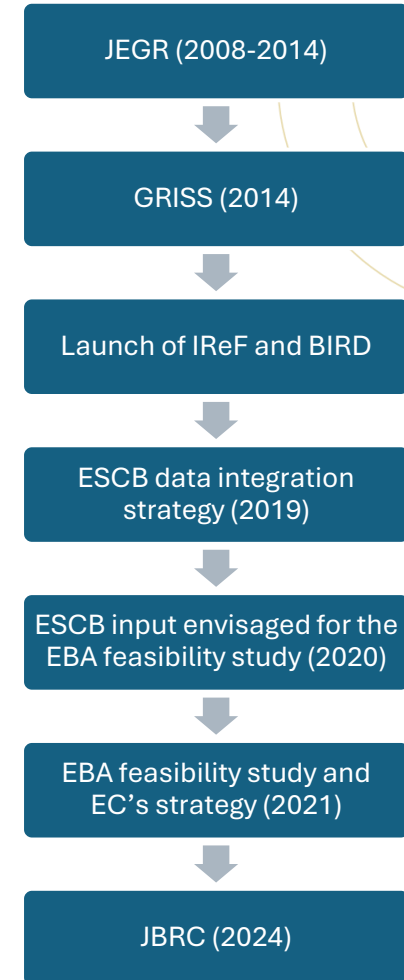 JEGR (2008-2014)
GRISS (2014)
Launch of IReF and BIRD
ESCB data integration
strategy (2019)
ESCB input envisaged for the
EBA feasibility study (2020)
EBA feasibility study and
EC’s strategy (2021)
JBRC (2024)